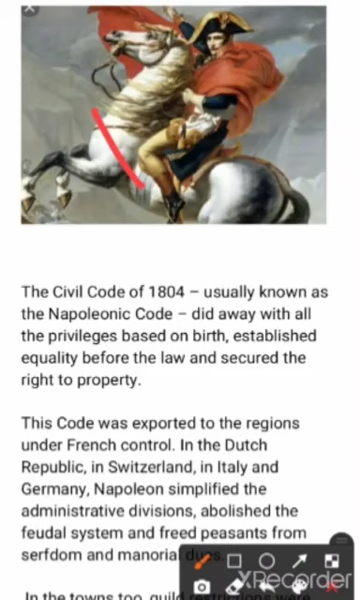 The Civil Code of 1804 – usually known as
the Napoleonic Code – did away with all
the privileges based on birth, established
equality before the law and secured the
right to property.
This Code was exported to the regions
under French control. In the Dutch
Republic, in Switzerland, in Italy and
Germany, Napoleon simplified the
administrative divisions, abolished the
feudal system and freed peasants from
serfdom and manorial dues.
XRecorder
In the towns too, guild restrictions were